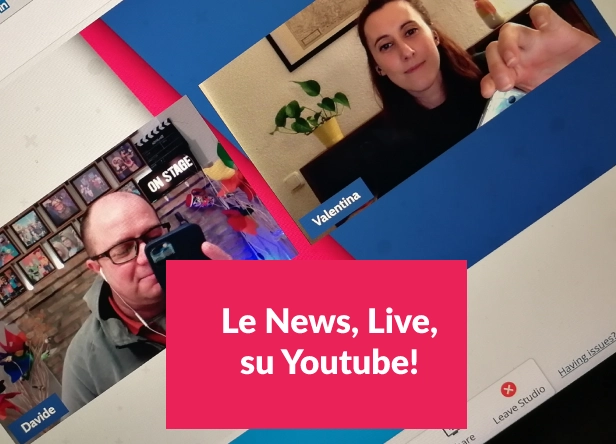 ON STAGE
Valentina
Davide
Le News, Live,
su Youtube!
Having issues?
Leave Studio